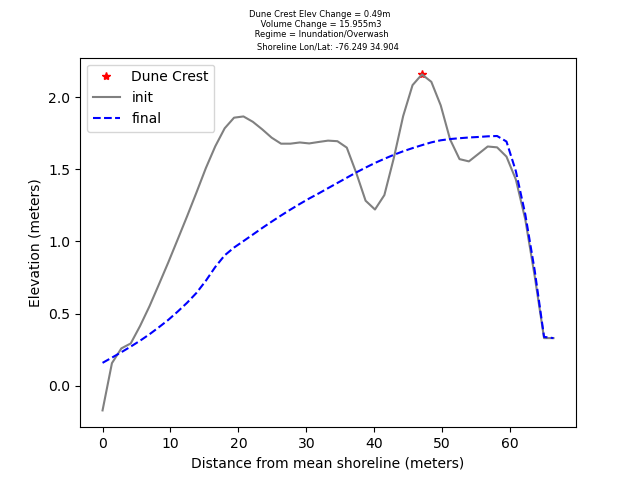 Dune Crest Elev Change = 0.49m
Volume Change = 15.955m3
Regime = Inundation/Overwash
Shoreline Lon/Lat: -76.249 34.904
Dune Crest
init
final
2.0
1.5
1.0
0.5
0.0
Elevation (meters)
0 10 20 30 40 50 60
Distance from mean shoreline (meters)